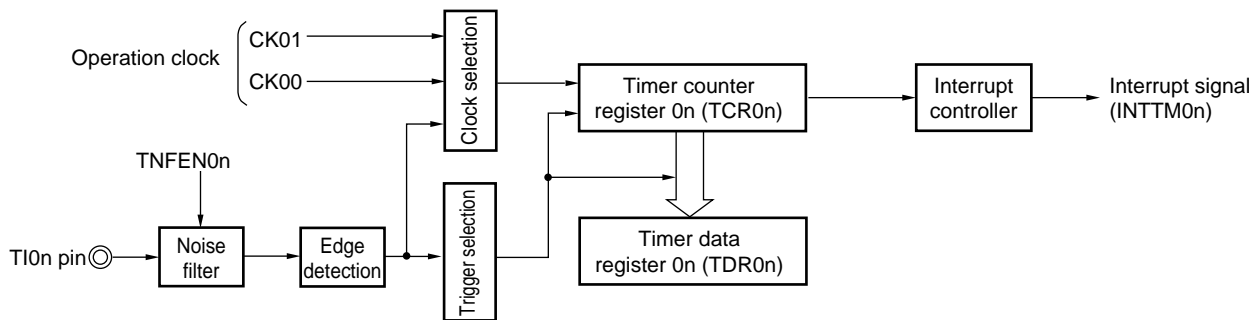 Operation clock
CK01
CK00
Clock selection
Timer counter
register 0n (TCR0n)
Interrupt
controller
Interrupt signal
(INTTM0n)
TNFEN0n
TI0n pin
Noise
filter
Edge
detection
Trigger selection
Timer data
register 0n (TDR0n)